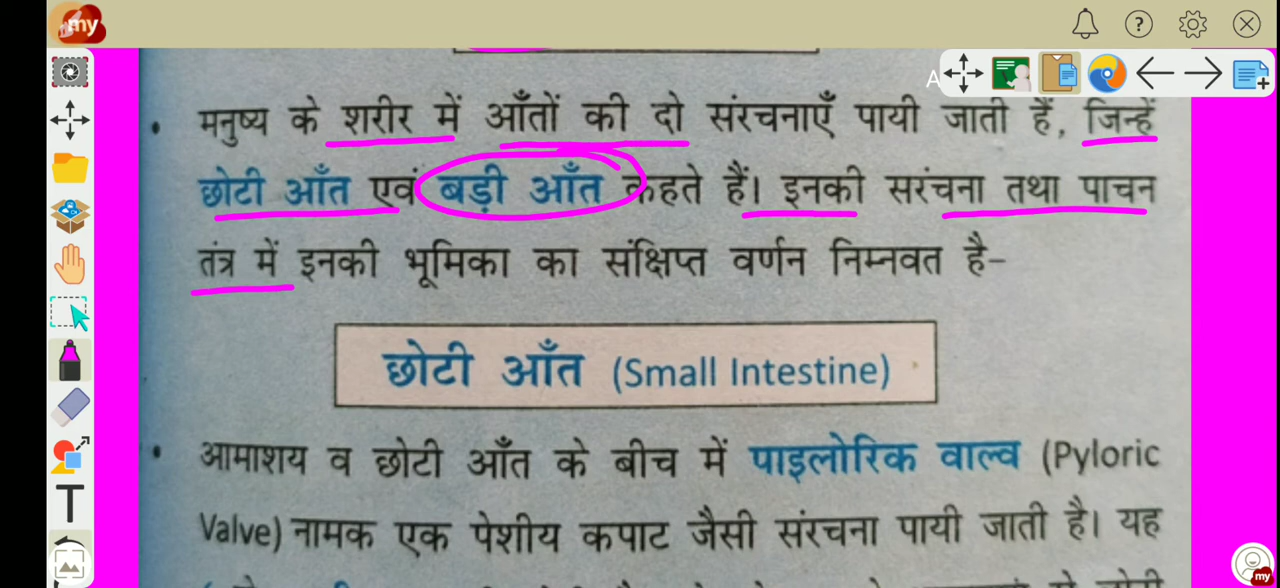 my
A
• मनुष्य के शरीर में आँतों की दो संरचनाएँ पायी जाती हैं, जिन्हें
छोटी आँत एवं बड़ी आँत कहते हैं। इनकी सरंचना तथा पाचन
तंत्र में इनकी भूमिका का संक्षिप्त वर्णन निम्नवत है–
छोटी आँत (Small Intestine)
• आमाशय व छोटी आँत के बीच में पाइलोरिक वाल्व (Pyloric
Valve) नामक एक पेशीय कपाट जैसी संरचना पायी जाती है। यह
T
my